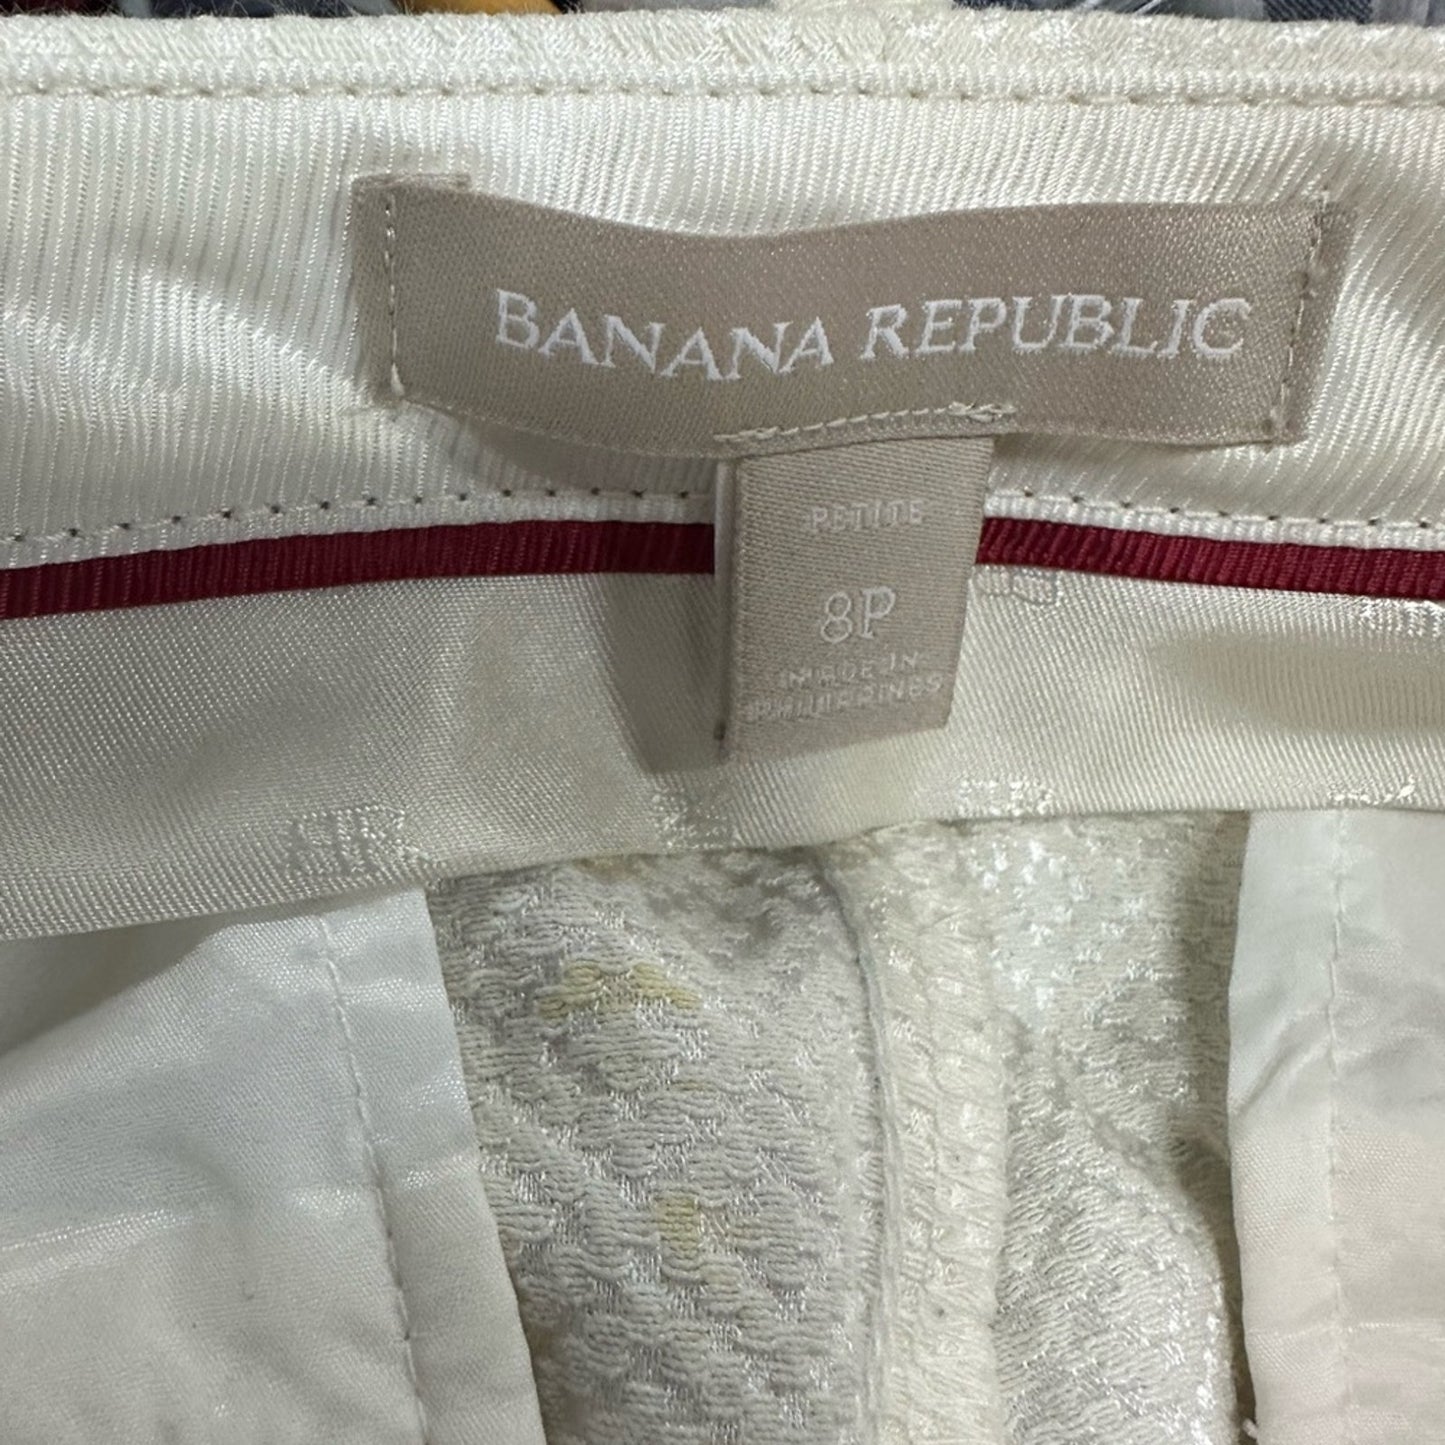 BANANA REPUBLIC
PETITE
8P
MADE IN
PHILIPPINES